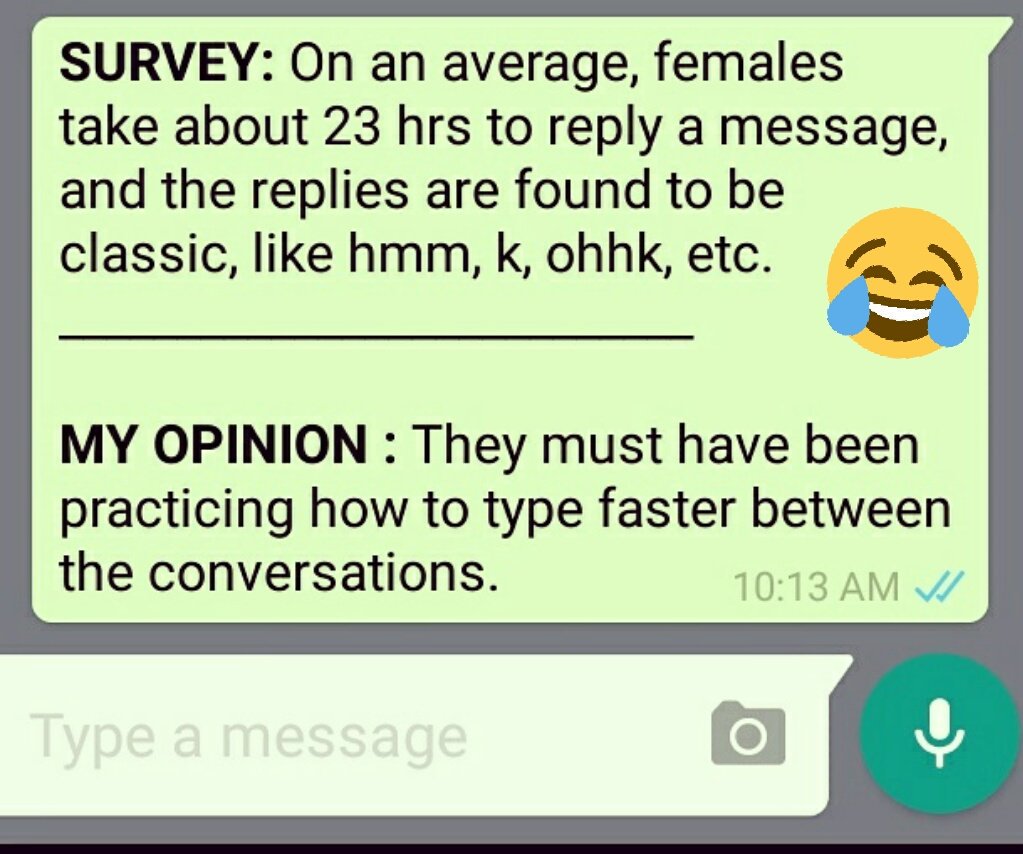 SURVEY: On an average, females
take about 23 hrs to reply a message,
and the replies are found to be
classic, like hmm, k, ohhk, etc.
MY OPINION : They must have been
practicing how to type faster between
the conversations.
10:13 AM
Type a message